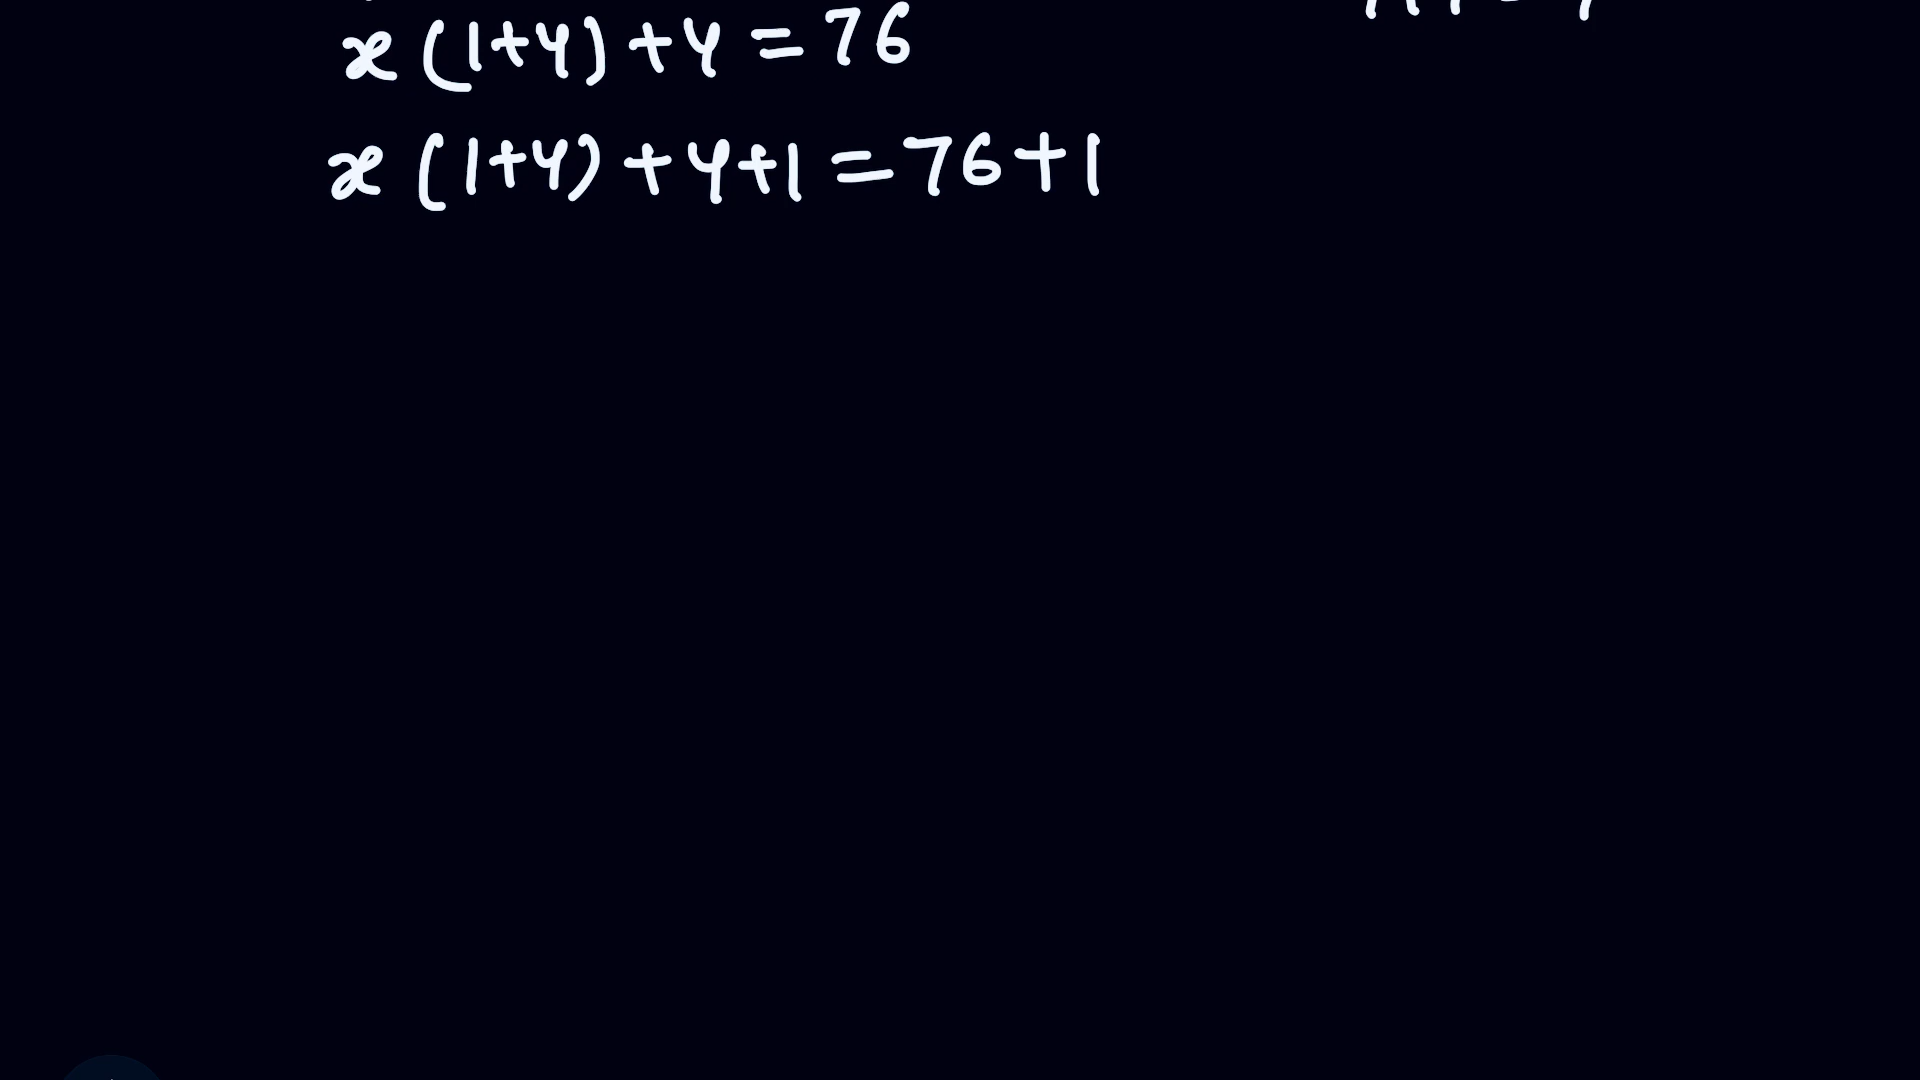 x (1+y) + y = 76
x (1+y) + y+1 = 76+1